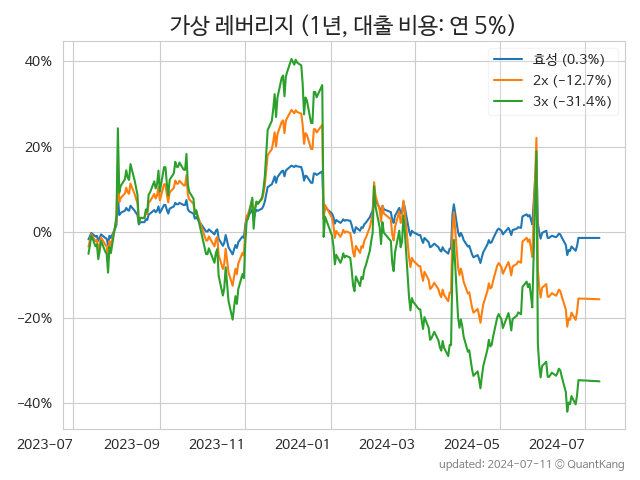 가상 레버리지 (1년, 대출 비용: 연 5%)
40%
20%
0%
−20%
−40%
효성 (0.3%)
2x (−12.7%)
3x (−31.4%)
2023-07 2023-09 2023-11 2024-01 2024-03 2024-05 2024-07
updated: 2024-07-11 © QuantKang